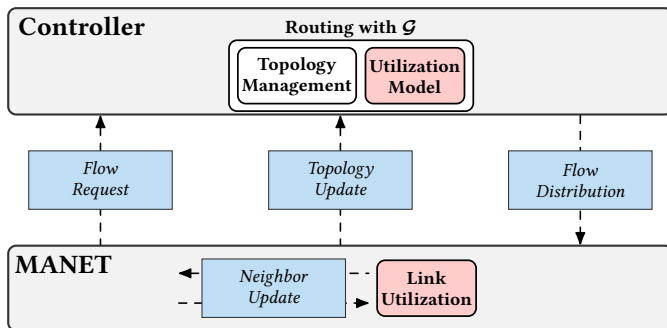 Controller
Routing with 𝒢
Topology
Management
Utilization
Model
Flow
Request
Topology
Update
Flow
Distribution
MANET
Neighbor
Update
Link
Utilization